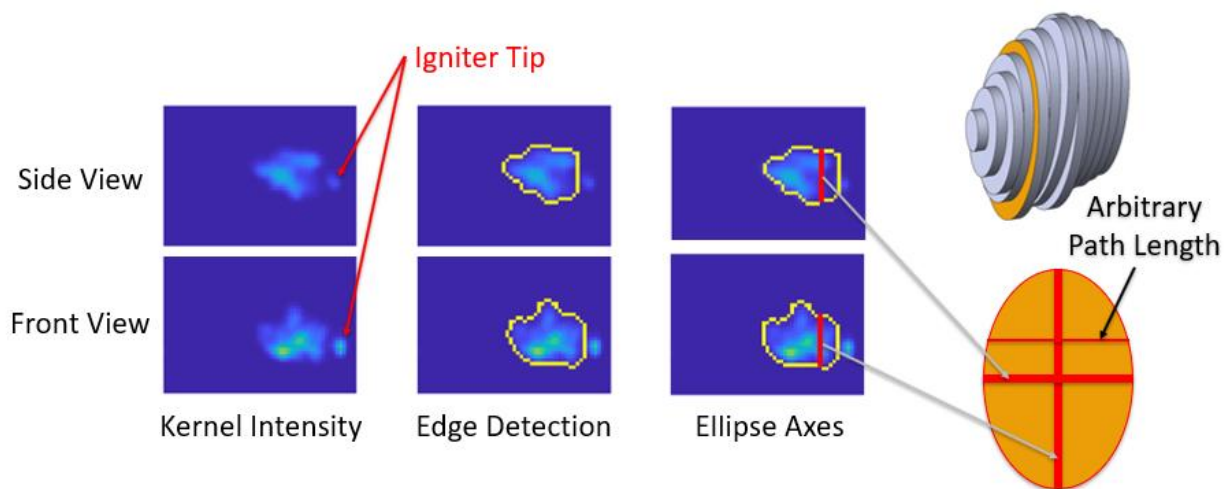 Igniter Tip
Side View
Arbitrary
Path Length
Front View
Kernel Intensity
Edge Detection
Ellipse Axes